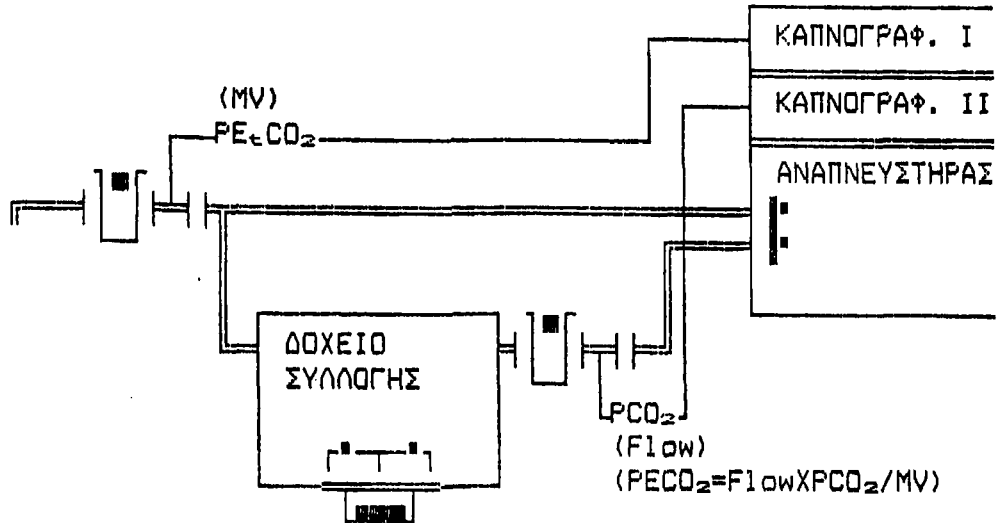 ΚΑΠΝΟΓΡΑΦ. I
(MV)
PEtCO₂
ΚΑΠΝΟΓΡΑΦ. II
ΑΝΑΠΝΕΥΣΤΗΡΑΣ
ΔΟΧΕΙΟ
ΣΥΛΛΟΓΗΣ
PCO₂
(Flow)
(PECO₂=FlowXPCO₂/MV)